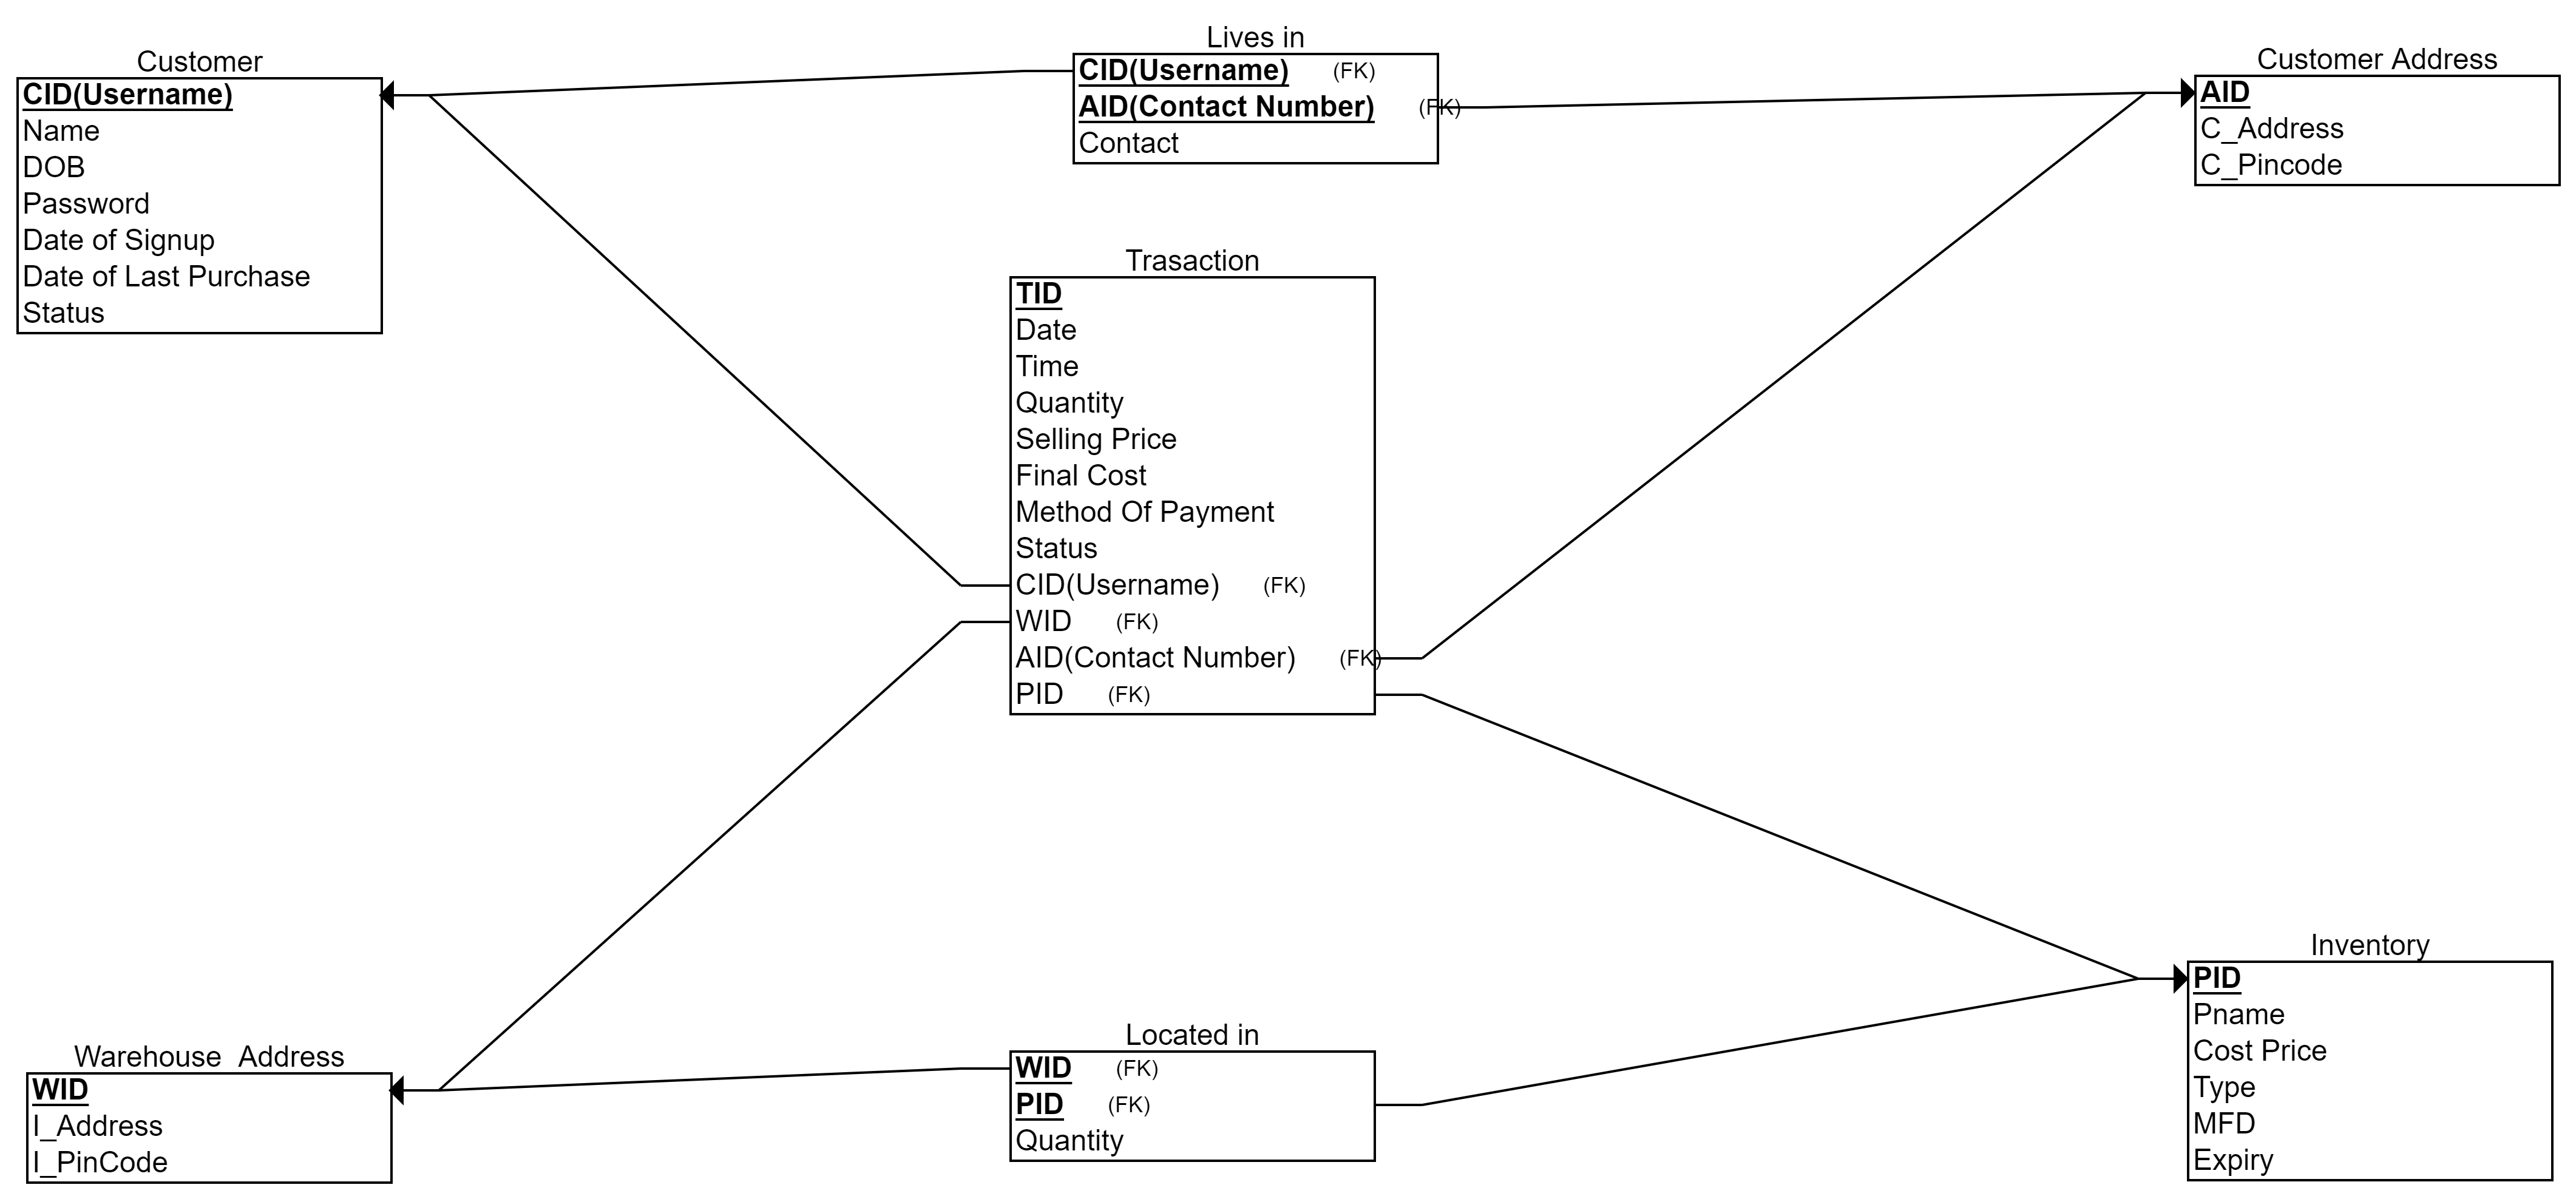 Customer
CID(Username)
Name
DOB
Password
Date of Signup
Date of Last Purchase
Status
Lives in
CID(Username) (FK)
AID(Contact Number) (FK)
Contact
Customer Address
AID
C_Address
C_Pincode
Trasaction
TID
Date
Time
Quantity
Selling Price
Final Cost
Method Of Payment
Status
CID(Username) (FK)
WID (FK)
AID(Contact Number) (FK)
PID (FK)
Warehouse Address
WID
I_Address
I_PinCode
Located in
WID (FK)
PID (FK)
Quantity
Inventory
PID
Pname
Cost Price
Type
MFD
Expiry